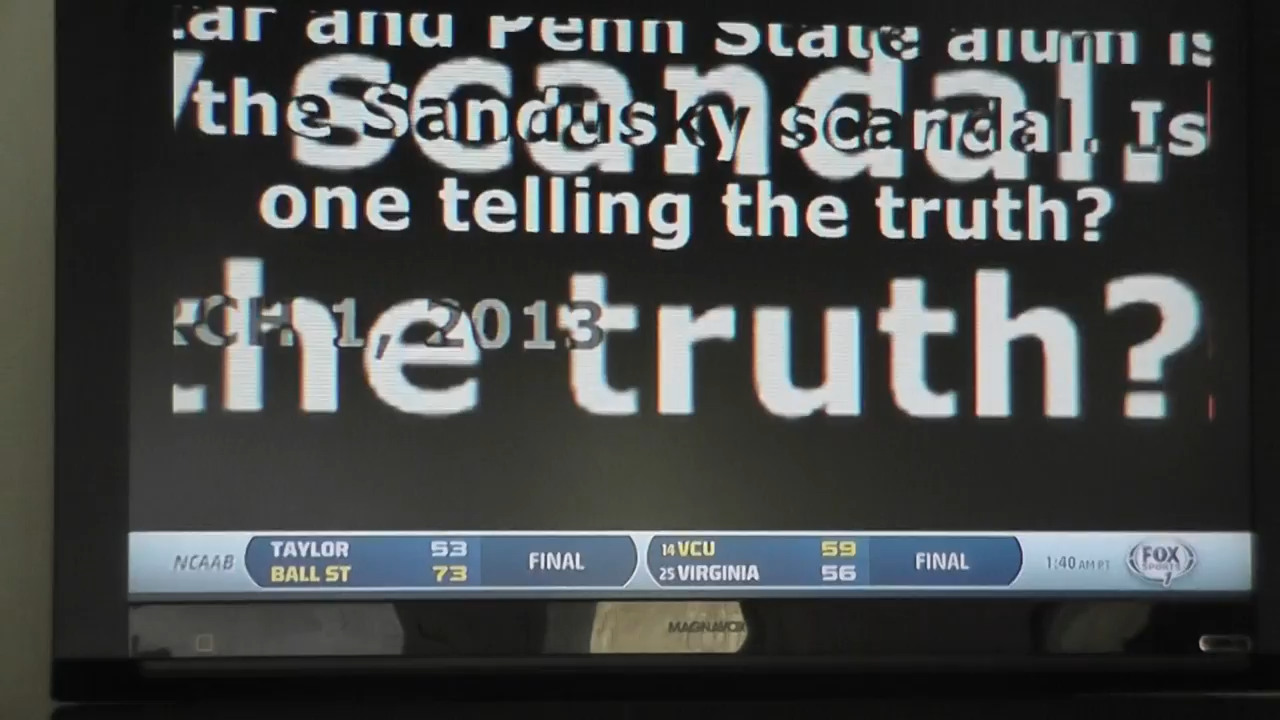 and Penn State alum is
scandal.
the Sandusky scandal. Is
one telling the truth?
1, 2013
the truth?
NCAAB
TAYLOR 53
BALL ST 73
FINAL
14 VCU 59
25 VIRGINIA 56
FINAL
1:40 AM PT
FOX
SPORTS
1
MAGNAVOX